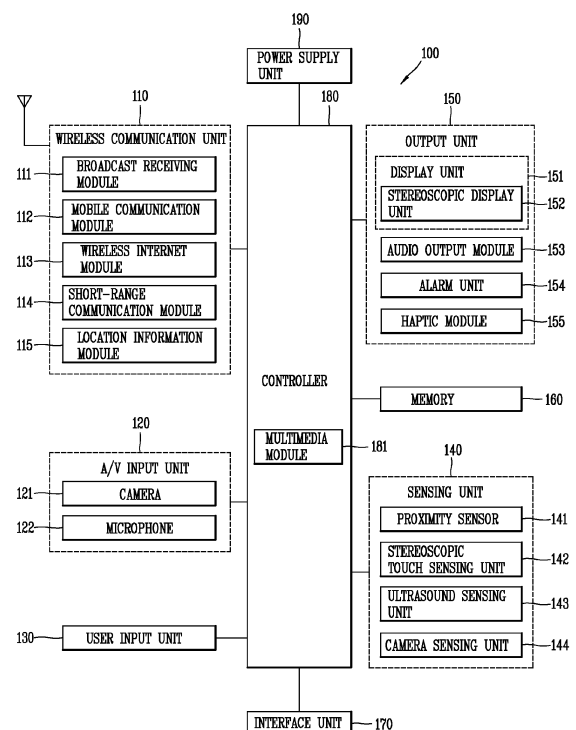 190
POWER SUPPLY
UNIT
100
110
180
150
WIRELESS COMMUNICATION UNIT
111
BROADCAST RECEIVING
MODULE
112
MOBILE COMMUNICATION
MODULE
113
WIRELESS INTERNET
MODULE
114
SHORT-RANGE
COMMUNICATION MODULE
115
LOCATION INFORMATION
MODULE
OUTPUT UNIT
DISPLAY UNIT
151
STEREOSCOPIC DISPLAY
UNIT
152
AUDIO OUTPUT MODULE
153
ALARM UNIT
154
HAPTIC MODULE
155
CONTROLLER
MULTIMEDIA
MODULE
181
MEMORY
160
120
A/V INPUT UNIT
121
CAMERA
122
MICROPHONE
140
SENSING UNIT
PROXIMITY SENSOR
141
STEREOSCOPIC
TOUCH SENSING UNIT
142
ULTRASOUND SENSING
UNIT
143
CAMERA SENSING UNIT
144
130
USER INPUT UNIT
INTERFACE UNIT
170